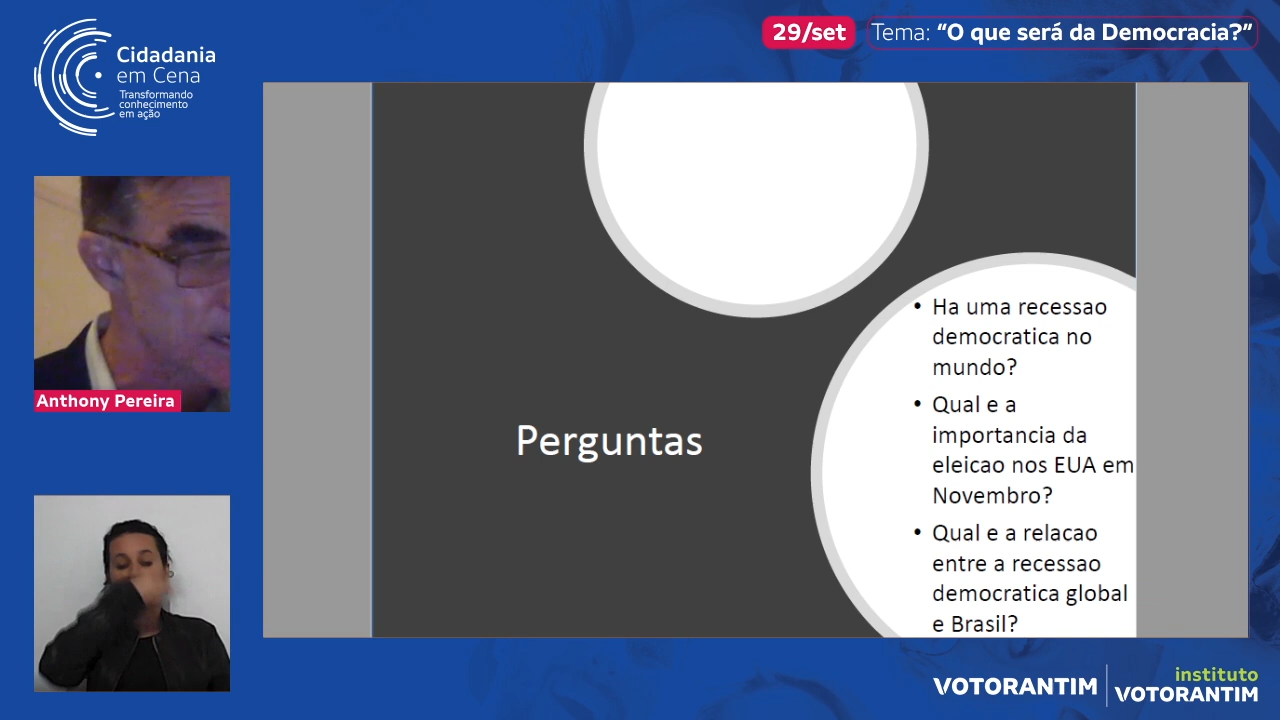 29/set
Tema: “O que será da Democracia?”
Cidadania
em Cena
Transformando
conhecimento
em ação
Anthony Pereira
Perguntas
• Ha uma recessao
democratica no
mundo?
• Qual e a
importancia da
eleicao nos EUA em
Novembro?
• Qual e a relacao
entre a recessao
democratica global
e Brasil?
VOTORANTIM
instituto
VOTORANTIM